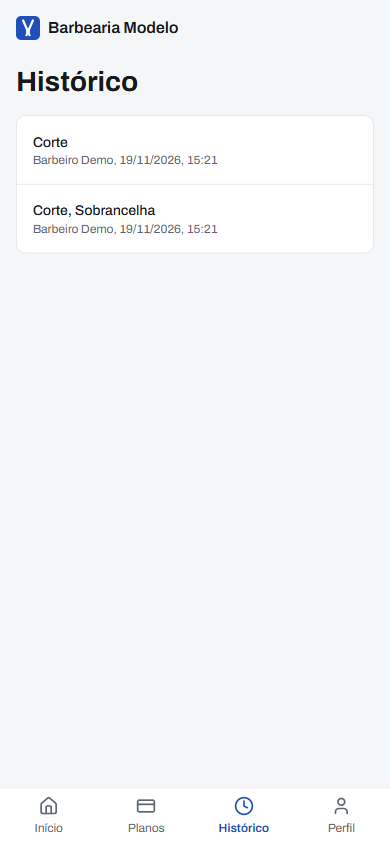 Barbearia Modelo
Histórico
Corte
Barbeiro Demo, 19/11/2026, 15:21
Corte, Sobrancelha
Barbeiro Demo, 19/11/2026, 15:21
Início
Planos
Histórico
Perfil